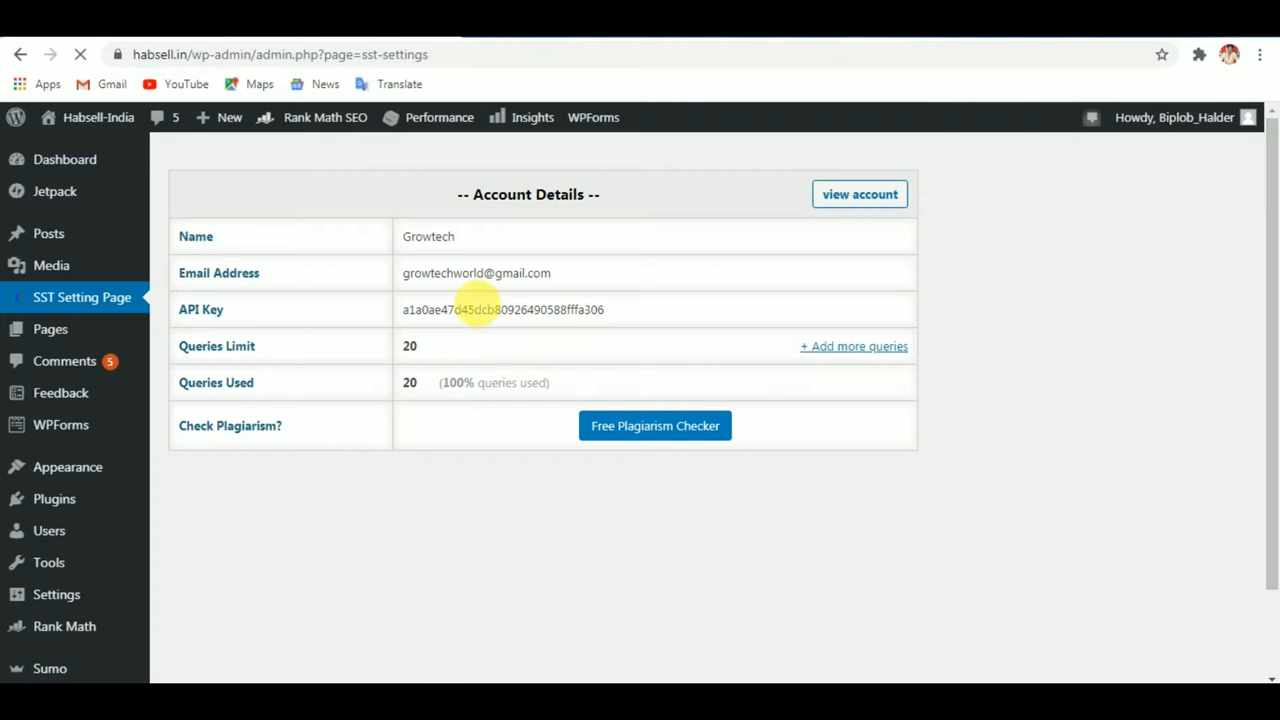 habsell.in/wp-admin/admin.php?page=sst-settings
Apps Gmail YouTube Maps News Translate
Habsell-India 5 New Rank Math SEO Performance Insights WPForms Howdy, Biplob_Halder
Dashboard
Jetpack
Posts
Media
SST Setting Page
Pages
Comments 5
Feedback
WPForms
Appearance
Plugins
Users
Tools
Settings
Rank Math
Sumo
-- Account Details -- view account
Name Growtech
Email Address growtechworld@gmail.com
API Key a1a0ae47d45dcb80926490588fffa306
Queries Limit 20 + Add more queries
Queries Used 20 (100% queries used)
Check Plagiarism? Free Plagiarism Checker